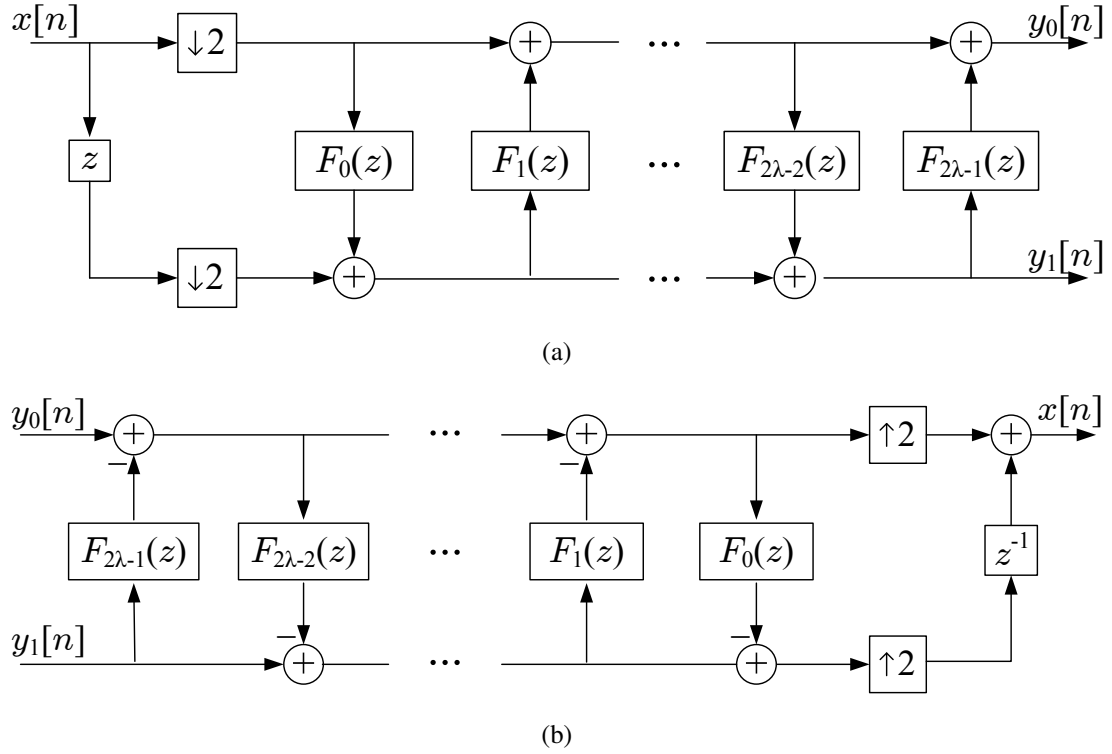 x[n] ↓2 + ... + y₀[n]
z F₀(z) F₁(z) ... F₂λ₋₂(z) F₂λ₋₁(z)
↓2 + ... + y₁[n]
(a)
y₀[n] + ... + ↑2 + x[n]
− −
F₂λ₋₁(z) F₂λ₋₂(z) ... F₁(z) F₀(z) z⁻¹
− −
y₁[n] + ... + ↑2
(b)